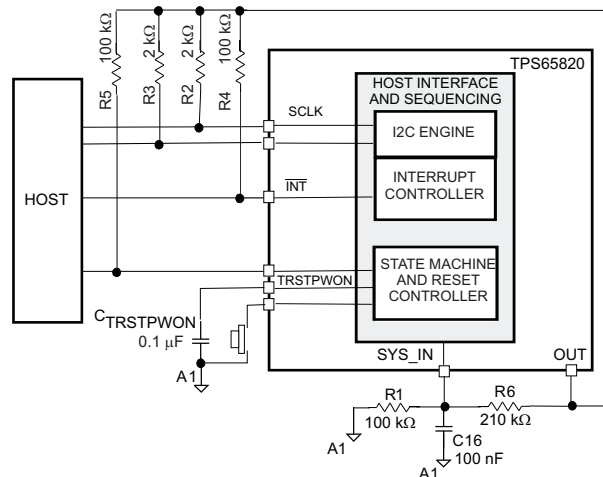 100 kΩ
2 kΩ
2 kΩ
100 kΩ
R5
R3
R2
R4
TPS65820
HOST INTERFACE
AND SEQUENCING
SCLK
I2C ENGINE
INT
INTERRUPT
CONTROLLER
HOST
TRSTPWON
STATE MACHINE
AND RESET
CONTROLLER
CTRSTPWON
0.1 μF
A1
SYS_IN
OUT
R1
100 kΩ
R6
210 kΩ
A1
C16
100 nF
A1